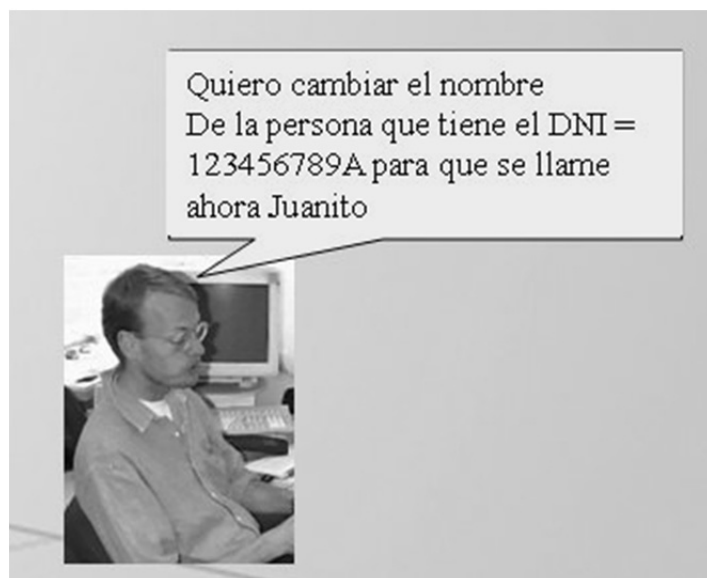 Quiero cambiar el nombre
De la persona que tiene el DNI =
123456789A para que se llame
ahora Juanito